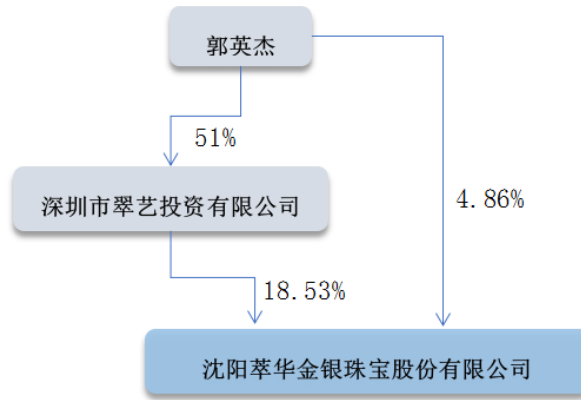 郭英杰
51%
深圳市翠艺投资有限公司
4.86%
18.53%
沈阳萃华金银珠宝股份有限公司